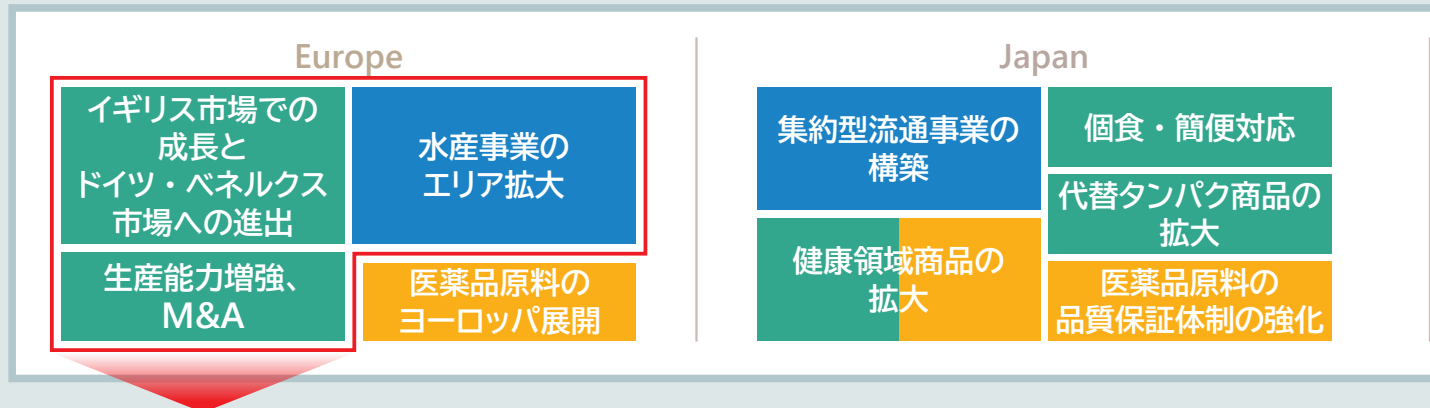 Europe
イギリス市場での
成長と
ドイツ・ベネルクス
市場への進出
水産事業の
エリア拡大
生産能力増強、
M&A
医薬品原料の
ヨーロッパ展開
Japan
集約型流通事業の
構築
個食・簡便対応
代替タンパク商品の
拡大
健康領域商品の
拡大
医薬品原料の
品質保証体制の強化